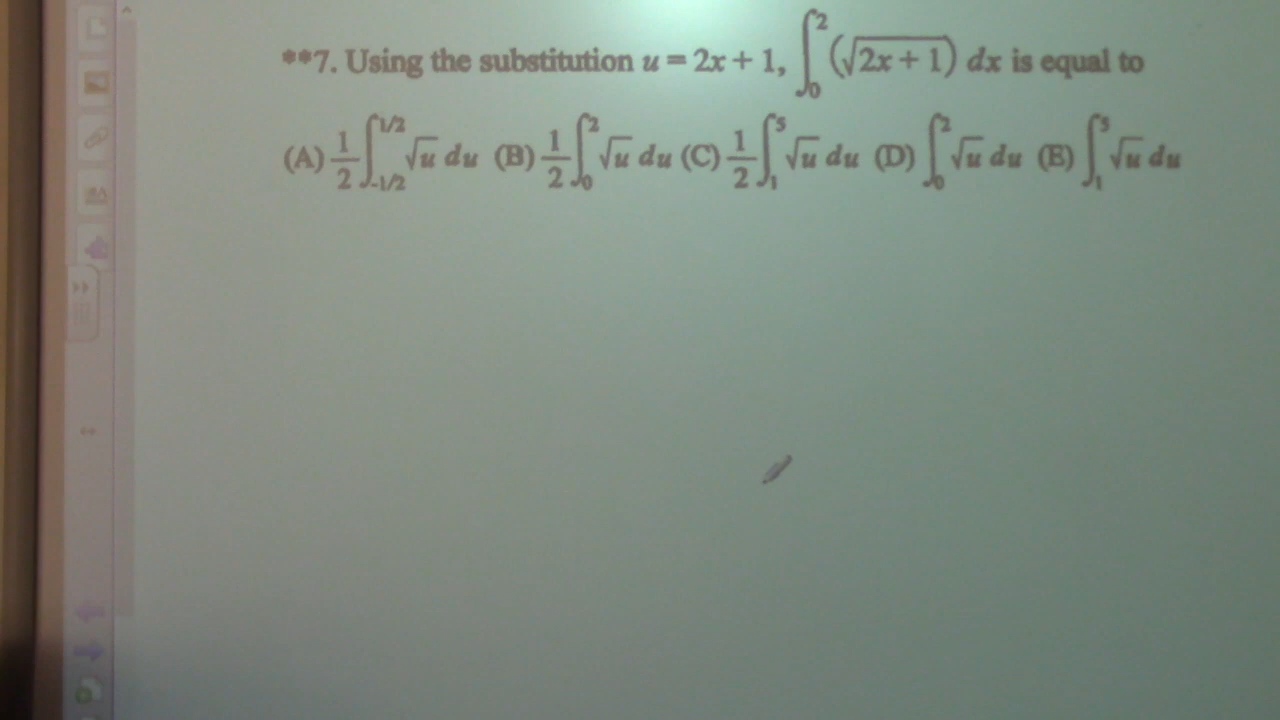 **7. Using the substitution u = 2x + 1, ∫₀² (√(2x + 1)) dx is equal to
(A) 1/2 ∫_{-1/2}^{1/2} √u du (B) 1/2 ∫₀² √u du (C) 1/2 ∫₁⁵ √u du (D) ∫₀² √u du (E) ∫₁⁵ √u du